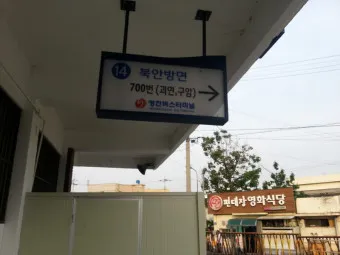 14 북안방면
700번 (괴연,구암)
영천버스터미널
편대장영화식당